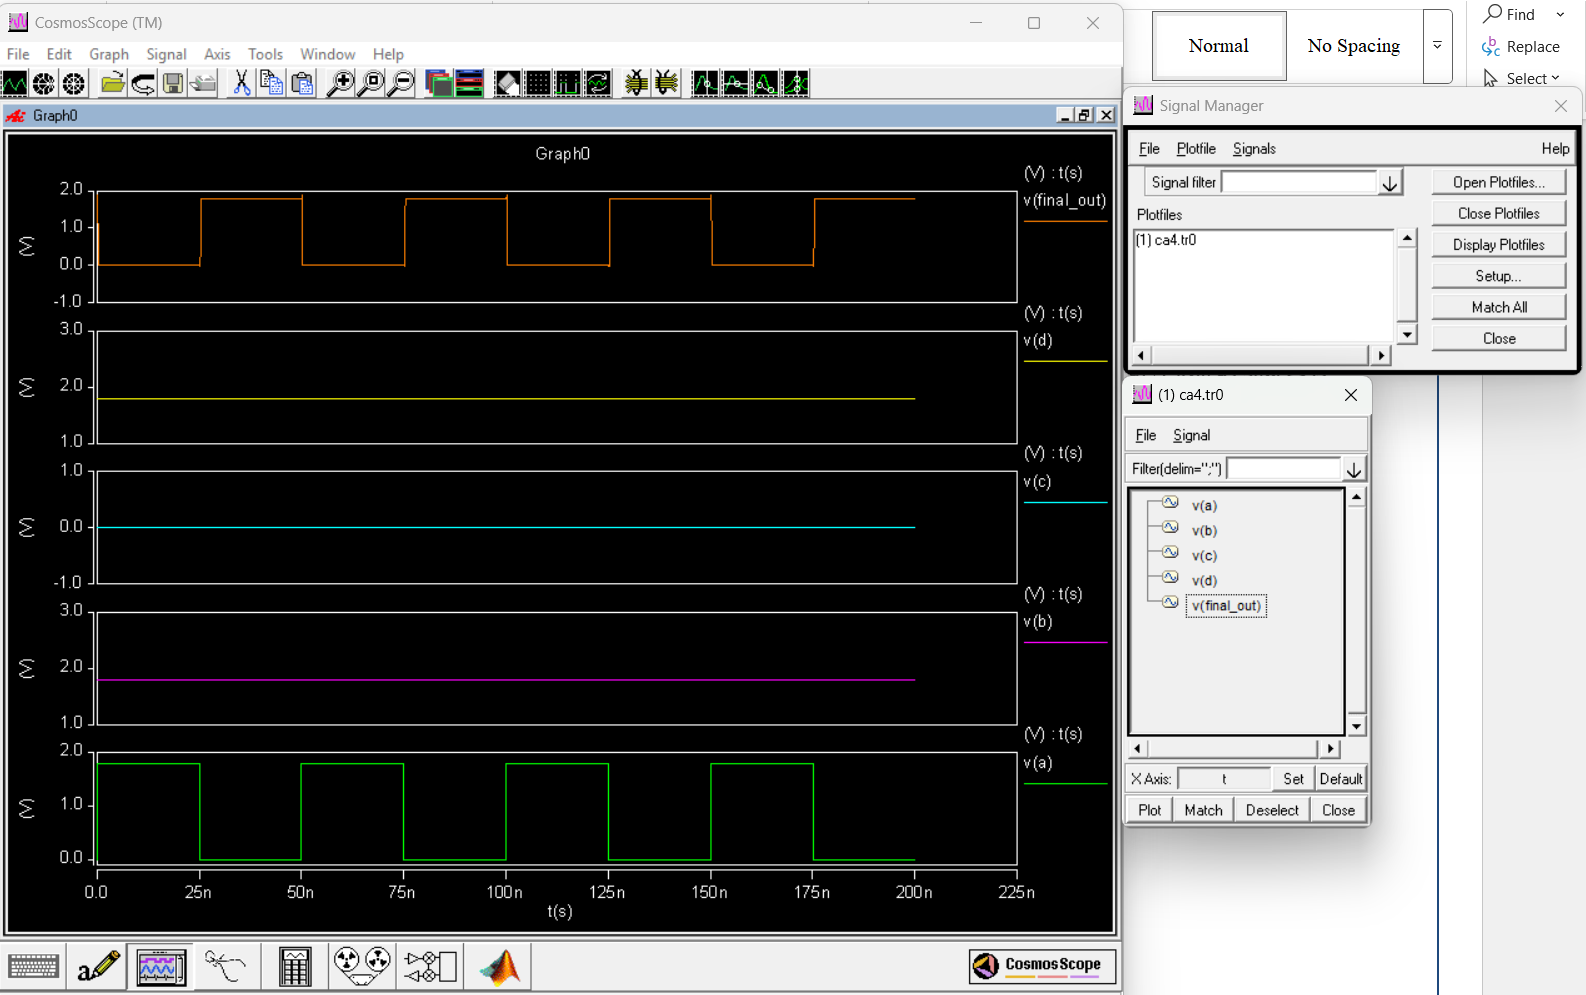 CosmosScope (TM)
File Edit Graph Signal Axis Tools Window Help
Graph0
Graph0
2.0
1.0
0.0
-1.0
(V)
(V) : t(s)
v(final_out)
3.0
2.0
1.0
(V)
(V) : t(s)
v(d)
1.0
0.0
-1.0
(V)
(V) : t(s)
v(c)
3.0
2.0
1.0
(V)
(V) : t(s)
v(b)
2.0
1.0
0.0
(V)
(V) : t(s)
v(a)
0.0 25n 50n 75n 100n 125n 150n 175n 200n 225n
t(s)
a
CosmosScope
Normal
No Spacing
Find
Replace
Select
Signal Manager
File Plotfile Signals Help
Signal filter
Plotfiles
(1) ca4.tr0
Open Plotfiles...
Close Plotfiles
Display Plotfiles
Setup...
Match All
Close
(1) ca4.tr0
File Signal
Filter(delim=";")
v(a)
v(b)
v(c)
v(d)
v(final_out)
X Axis: t Set Default
Plot Match Deselect Close